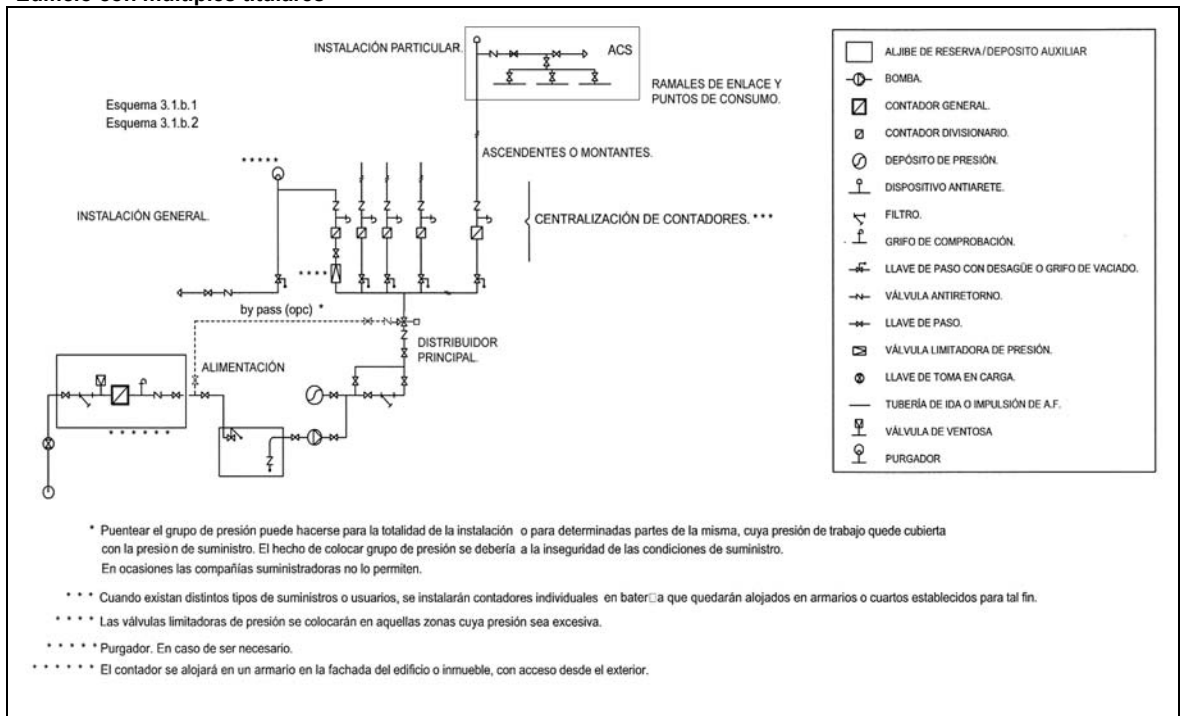 Edificio con múltiples titulares
INSTALACIÓN PARTICULAR.
ACS
RAMALES DE ENLACE Y
PUNTOS DE CONSUMO.
Esquema 3.1.b.1
Esquema 3.1.b.2
ASCENDENTES O MONTANTES.
* * * * *
INSTALACIÓN GENERAL.
CENTRALIZACIÓN DE CONTADORES. * * *
* * * *
by pass (opc) *
DISTRIBUIDOR
PRINCIPAL.
ALIMENTACIÓN
* * * * * *
ALJIBE DE RESERVA/DEPOSITO AUXILIAR
BOMBA.
CONTADOR GENERAL.
CONTADOR DIVISIONARIO.
DEPÓSITO DE PRESIÓN.
DISPOSITIVO ANTIARETE.
FILTRO.
GRIFO DE COMPROBACIÓN.
LLAVE DE PASO CON DESAGÜE O GRIFO DE VACIADO.
VÁLVULA ANTIRETORNO.
LLAVE DE PASO.
VÁLVULA LIMITADORA DE PRESIÓN.
LLAVE DE TOMA EN CARGA.
TUBERÍA DE IDA O IMPULSIÓN DE A.F.
VÁLVULA DE VENTOSA
PURGADOR
* Puentear el grupo de presión puede hacerse para la totalidad de la instalación o para determinadas partes de la misma, cuya presión de trabajo quede cubierta
con la presión de suministro. El hecho de colocar grupo de presión se debería a la inseguridad de las condiciones de suministro.
En ocasiones las compañías suministradoras no lo permiten.
* * * Cuando existan distintos tipos de suministros o usuarios, se instalarán contadores individuales en bater□a que quedarán alojados en armarios o cuartos establecidos para tal fin.
* * * * Las válvulas limitadoras de presión se colocarán en aquellas zonas cuya presión sea excesiva.
* * * * * Purgador. En caso de ser necesario.
* * * * * * El contador se alojará en un armario en la fachada del edificio o inmueble, con acceso desde el exterior.